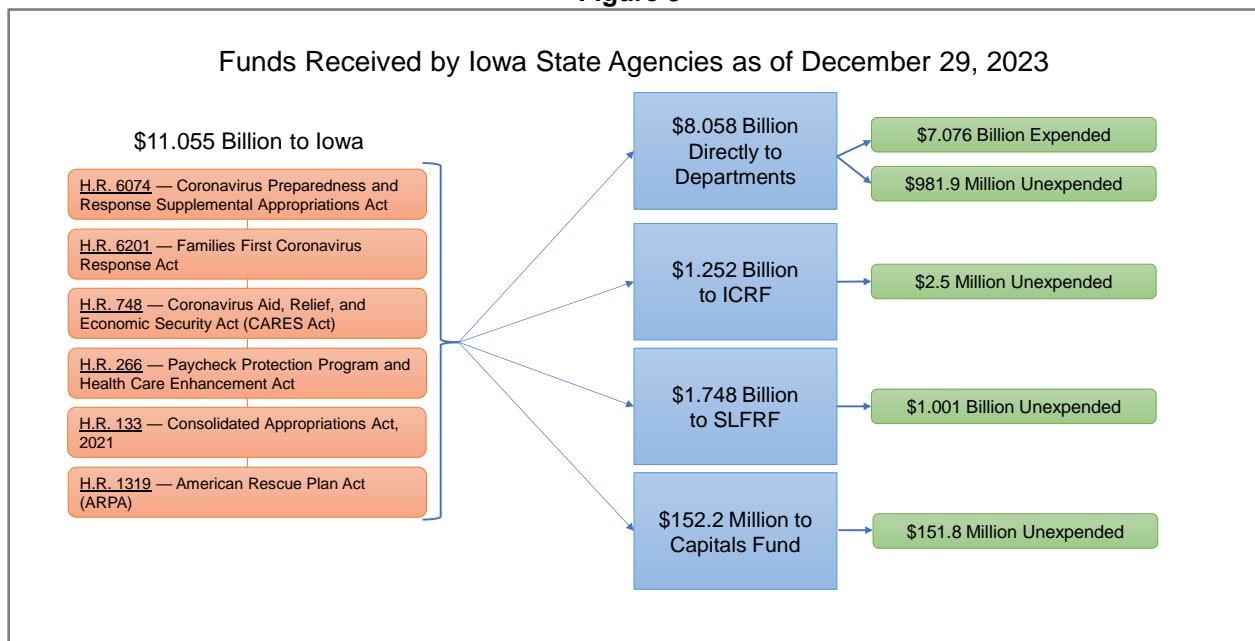 Funds Received by Iowa State Agencies as of December 29, 2023
$11.055 Billion to Iowa
H.R. 6074 — Coronavirus Preparedness and
Response Supplemental Appropriations Act
H.R. 6201 — Families First Coronavirus
Response Act
H.R. 748 — Coronavirus Aid, Relief, and
Economic Security Act (CARES Act)
H.R. 266 — Paycheck Protection Program and
Health Care Enhancement Act
H.R. 133 — Consolidated Appropriations Act,
2021
H.R. 1319 — American Rescue Plan Act
(ARPA)
$8.058 Billion
Directly to
Departments
$7.076 Billion Expended
$981.9 Million Unexpended
$1.252 Billion
to ICRF
$2.5 Million Unexpended
$1.748 Billion
to SLFRF
$1.001 Billion Unexpended
$152.2 Million to
Capitals Fund
$151.8 Million Unexpended